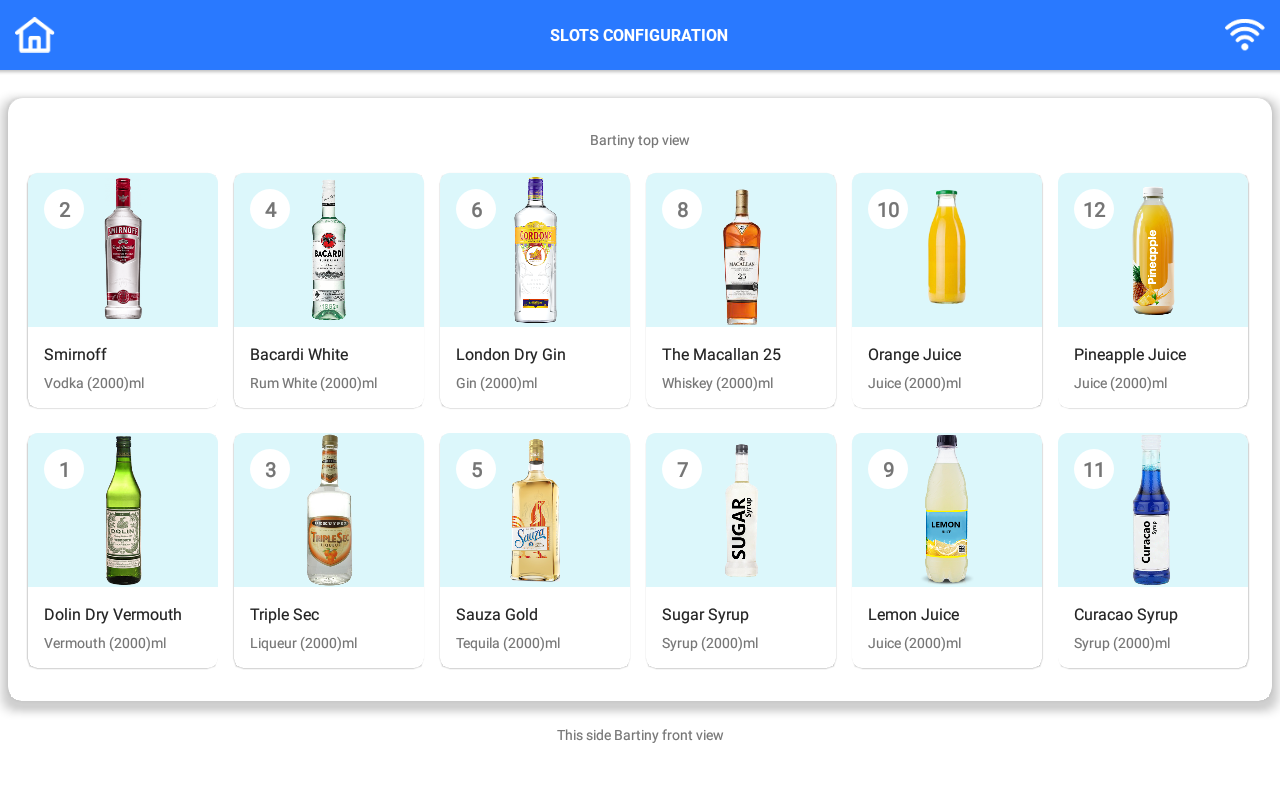 SLOTS CONFIGURATION
Bartiny top view
2
SMIRNOFF
Smirnoff
Vodka (2000)ml
4
BACARDI
Bacardi White
Rum White (2000)ml
6
GORDON'S
London Dry Gin
Gin (2000)ml
8
MACALLAN
25
The Macallan 25
Whiskey (2000)ml
10
Orange Juice
Juice (2000)ml
12
Pineapple
Pineapple Juice
Juice (2000)ml
1
DOLIN
Dolin Dry Vermouth
Vermouth (2000)ml
3
DEKUYPER
TRIPLE SEC
Triple Sec
Liqueur (2000)ml
5
Sauza
Sauza Gold
Tequila (2000)ml
7
SUGAR
Syrup
Sugar Syrup
Syrup (2000)ml
9
LEMON
JUICE
Lemon Juice
Juice (2000)ml
11
Curacao
Syrup
Curacao Syrup
Syrup (2000)ml
This side Bartiny front view